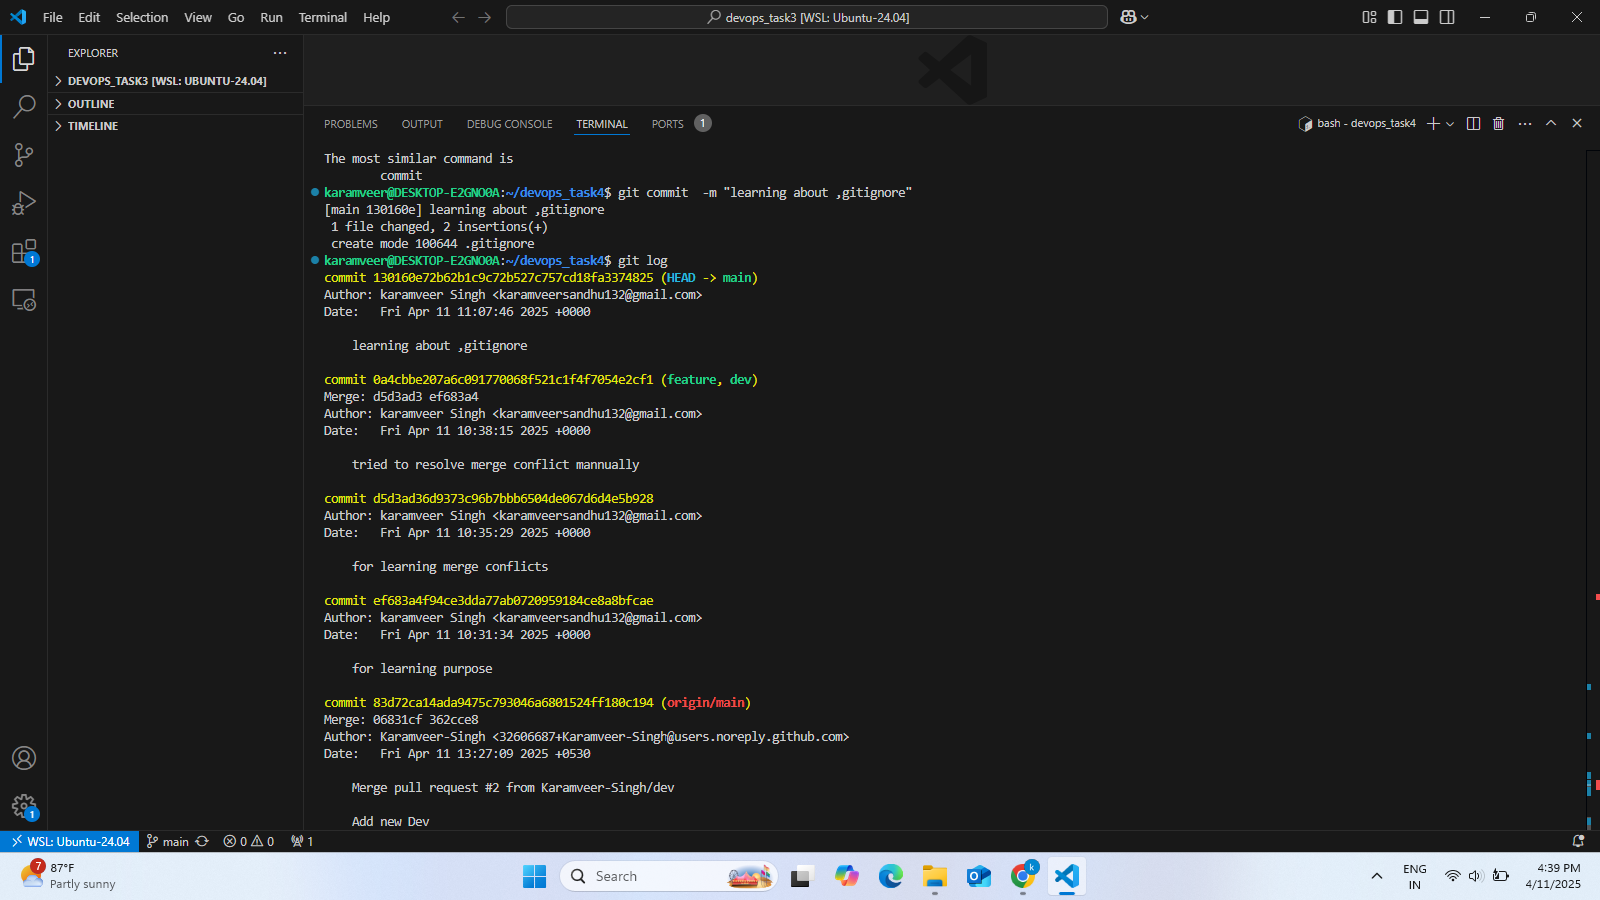 File Edit Selection View Go Run Terminal Help
devops_task3 [WSL: Ubuntu-24.04]
EXPLORER
DEVOPS_TASK3 [WSL: UBUNTU-24.04]
OUTLINE
TIMELINE
PROBLEMS OUTPUT DEBUG CONSOLE TERMINAL PORTS 1
bash - devops_task4
The most similar command is
commit
karamveer@DESKTOP-E2GNO0A:~/devops_task4$ git commit  -m "learning about ,gitignore"
[main 130160e] learning about ,gitignore
1 file changed, 2 insertions(+)
create mode 100644 .gitignore
karamveer@DESKTOP-E2GNO0A:~/devops_task4$ git log
commit 130160e72b62b1c9c72b527c757cd18fa3374825 (HEAD -> main)
Author: karamveer Singh <karamveersandhu132@gmail.com>
Date:   Fri Apr 11 11:07:46 2025 +0000
learning about ,gitignore
commit 0a4cbbe207a6c091770068f521c1f4f7054e2cf1 (feature, dev)
Merge: d5d3ad3 ef683a4
Author: karamveer Singh <karamveersandhu132@gmail.com>
Date:   Fri Apr 11 10:38:15 2025 +0000
tried to resolve merge conflict mannually
commit d5d3ad36d9373c96b7bbb6504de067d6d4e5b928
Author: karamveer Singh <karamveersandhu132@gmail.com>
Date:   Fri Apr 11 10:35:29 2025 +0000
for learning merge conflicts
commit ef683a4f94ce3dda77ab0720959184ce8a8bfcae
Author: karamveer Singh <karamveersandhu132@gmail.com>
Date:   Fri Apr 11 10:31:34 2025 +0000
for learning purpose
commit 83d72ca14ada9475c793046a6801524ff180c194 (origin/main)
Merge: 06831cf 362cce8
Author: Karamveer-Singh <32606687+Karamveer-Singh@users.noreply.github.com>
Date:   Fri Apr 11 13:27:09 2025 +0530
Merge pull request #2 from Karamveer-Singh/dev
Add new Dev
1
1
WSL: Ubuntu-24.04 main 0 0 1
7
87°F
Partly sunny
Search
k
ENG
IN
4:39 PM
4/11/2025